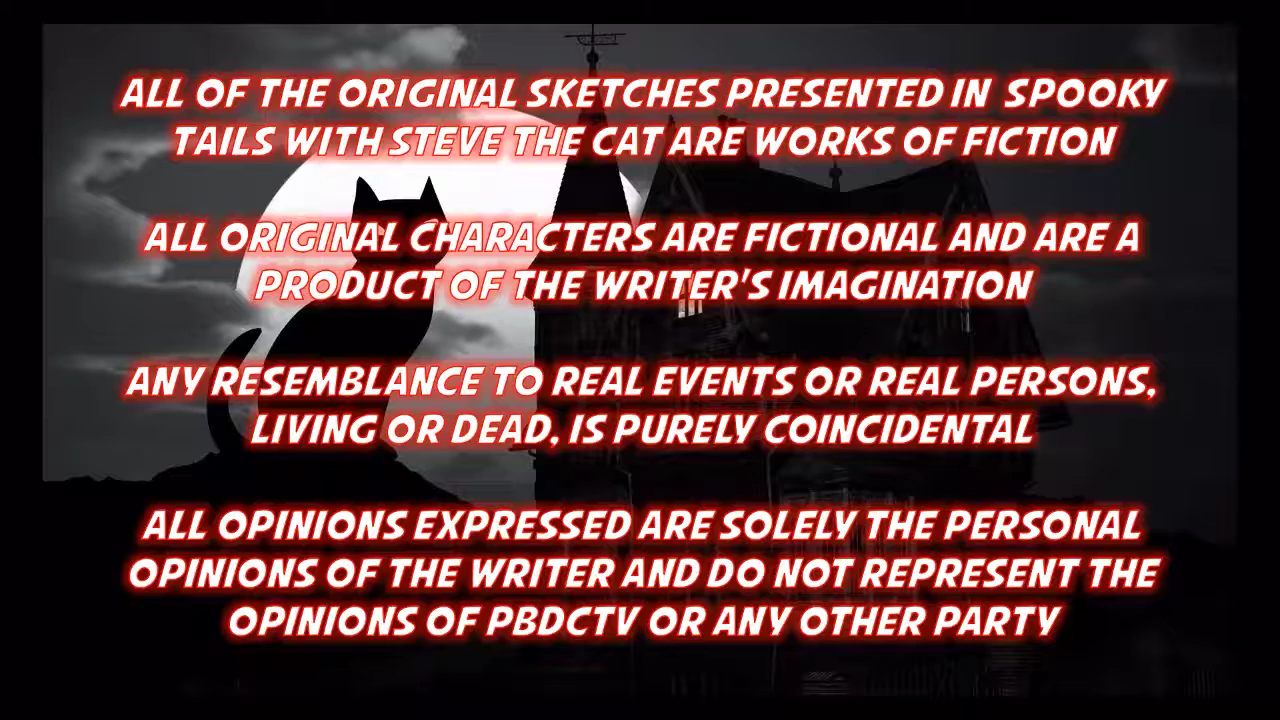 ALL OF THE ORIGINAL SKETCHES PRESENTED IN SPOOKY
TAILS WITH STEVE THE CAT ARE WORKS OF FICTION
ALL ORIGINAL CHARACTERS ARE FICTIONAL AND ARE A
PRODUCT OF THE WRITER'S IMAGINATION
ANY RESEMBLANCE TO REAL EVENTS OR REAL PERSONS,
LIVING OR DEAD, IS PURELY COINCIDENTAL
ALL OPINIONS EXPRESSED ARE SOLELY THE PERSONAL
OPINIONS OF THE WRITER AND DO NOT REPRESENT THE
OPINIONS OF PBDCTV OR ANY OTHER PARTY